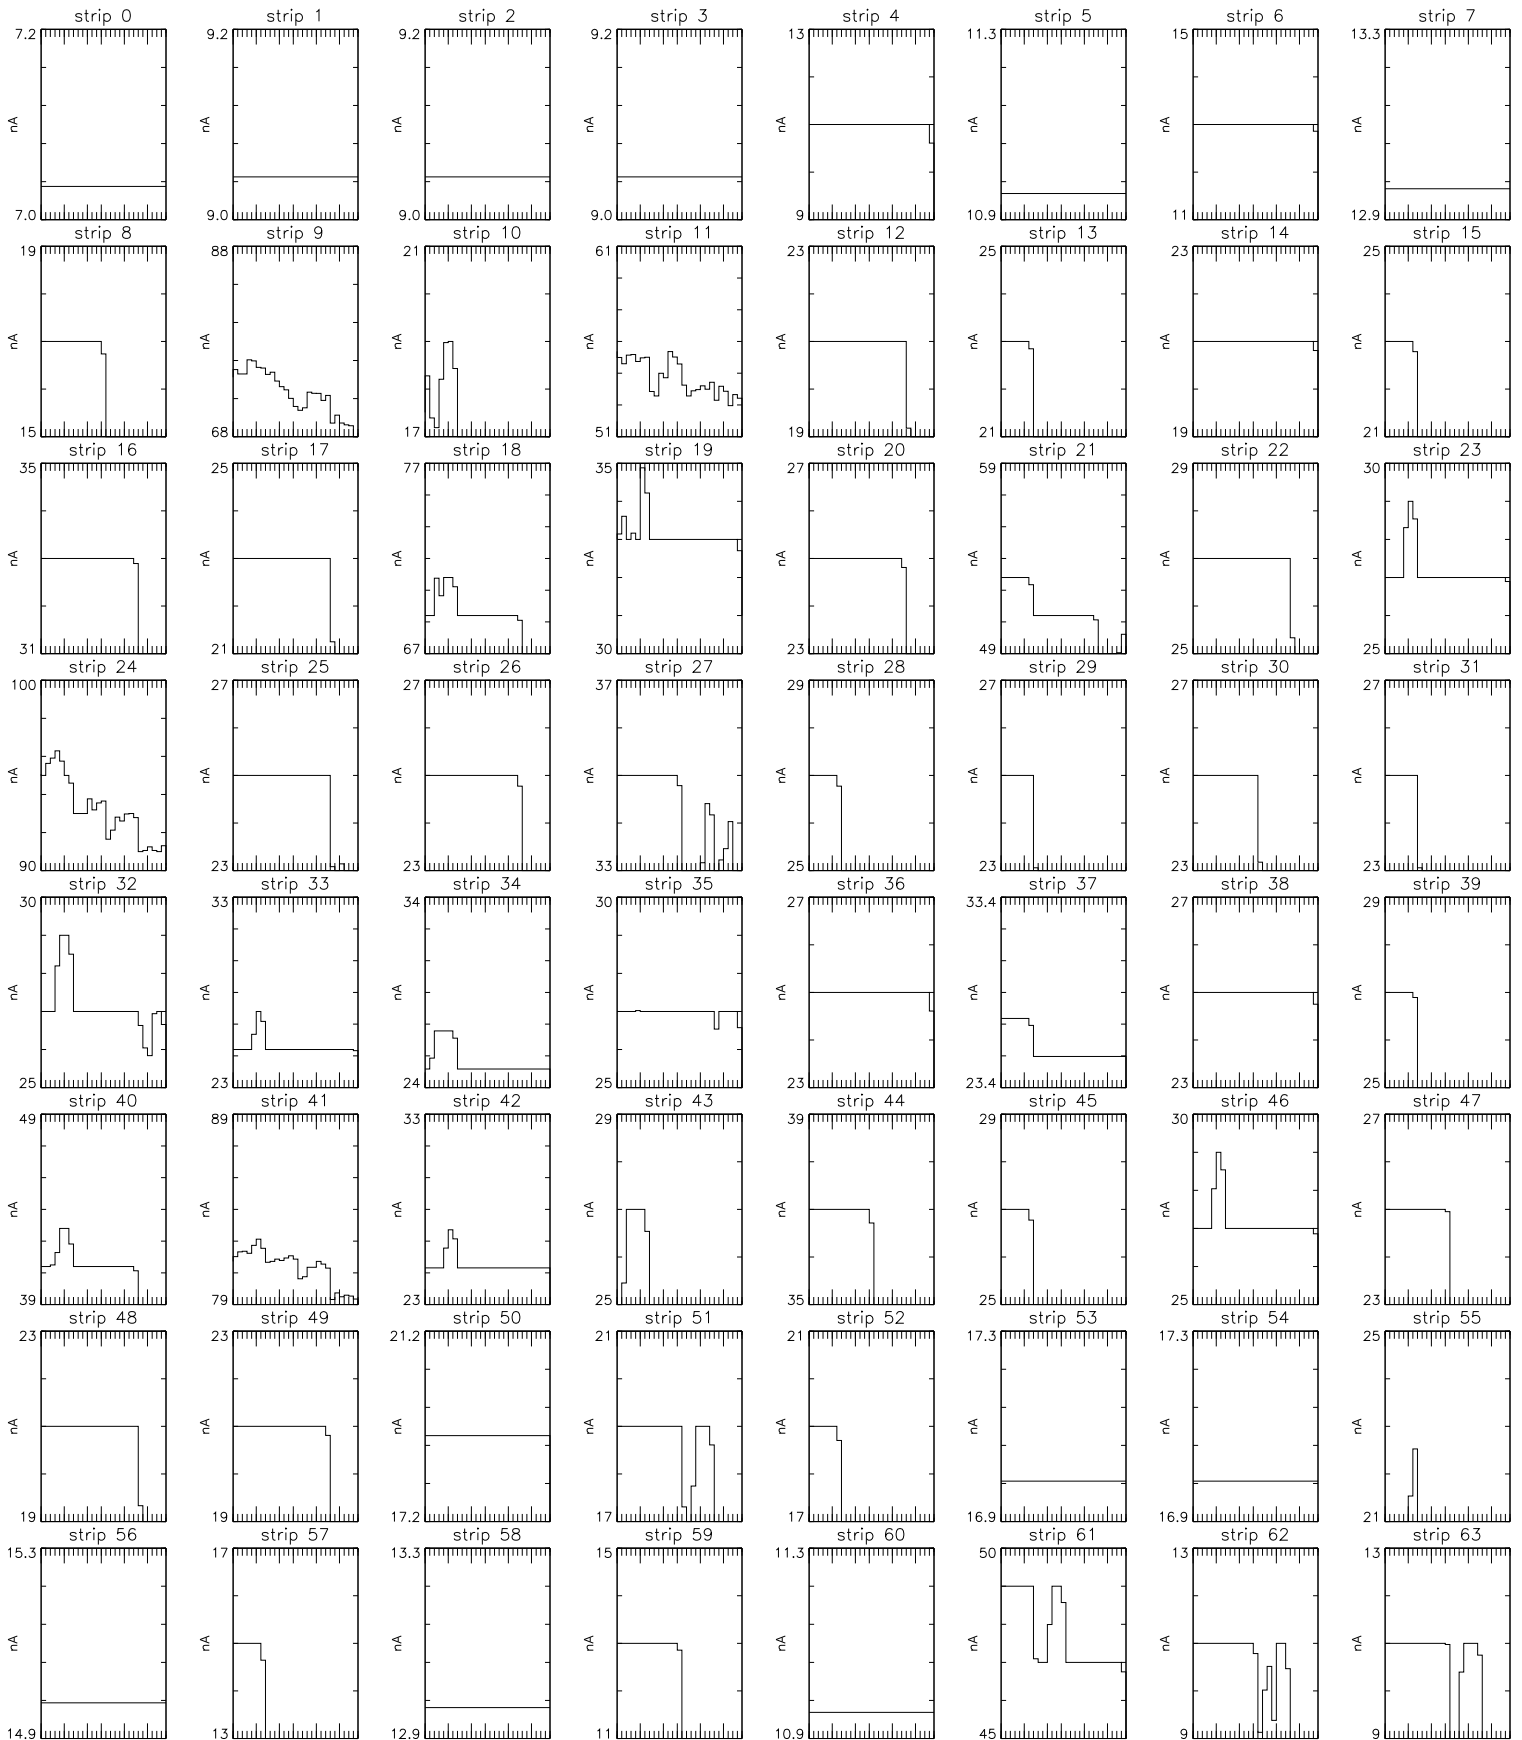 strip 0 strip 1 strip 2 strip 3 strip 4 strip 5 strip 6 strip 7
7.2 9.2 9.2 9.2 13 11.3 15 13.3
nA nA nA nA nA nA nA nA
7.0 9.0 9.0 9.0 9 10.9 11 12.9
strip 8 strip 9 strip 10 strip 11 strip 12 strip 13 strip 14 strip 15
19 88 21 61 23 25 23 25
nA nA nA nA nA nA nA nA
15 68 17 51 19 21 19 21
strip 16 strip 17 strip 18 strip 19 strip 20 strip 21 strip 22 strip 23
35 25 77 35 27 59 29 30
nA nA nA nA nA nA nA nA
31 21 67 30 23 49 25 25
strip 24 strip 25 strip 26 strip 27 strip 28 strip 29 strip 30 strip 31
100 27 27 37 29 27 27 27
nA nA nA nA nA nA nA nA
90 23 23 33 25 23 23 23
strip 32 strip 33 strip 34 strip 35 strip 36 strip 37 strip 38 strip 39
30 33 34 30 27 33.4 27 29
nA nA nA nA nA nA nA nA
25 23 24 25 23 23.4 23 25
strip 40 strip 41 strip 42 strip 43 strip 44 strip 45 strip 46 strip 47
49 89 33 29 39 29 30 27
nA nA nA nA nA nA nA nA
39 79 23 25 35 25 25 23
strip 48 strip 49 strip 50 strip 51 strip 52 strip 53 strip 54 strip 55
23 23 21.2 21 21 17.3 17.3 25
nA nA nA nA nA nA nA nA
19 19 17.2 17 17 16.9 16.9 21
strip 56 strip 57 strip 58 strip 59 strip 60 strip 61 strip 62 strip 63
15.3 17 13.3 15 11.3 50 13 13
nA nA nA nA nA nA nA nA
14.9 13 12.9 11 10.9 45 9 9